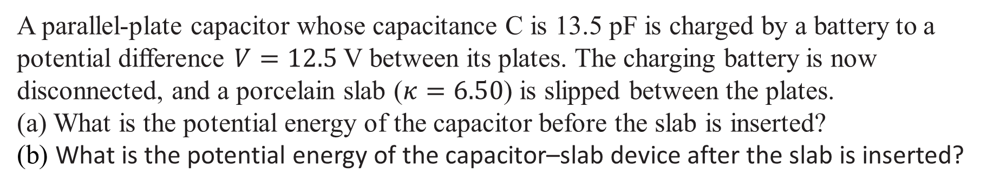 A parallel-plate capacitor whose capacitance C is 13.5 pF is charged by a battery to a
potential difference V = 12.5 V between its plates. The charging battery is now
disconnected, and a porcelain slab (κ = 6.50) is slipped between the plates.
(a) What is the potential energy of the capacitor before the slab is inserted?
(b) What is the potential energy of the capacitor–slab device after the slab is inserted?